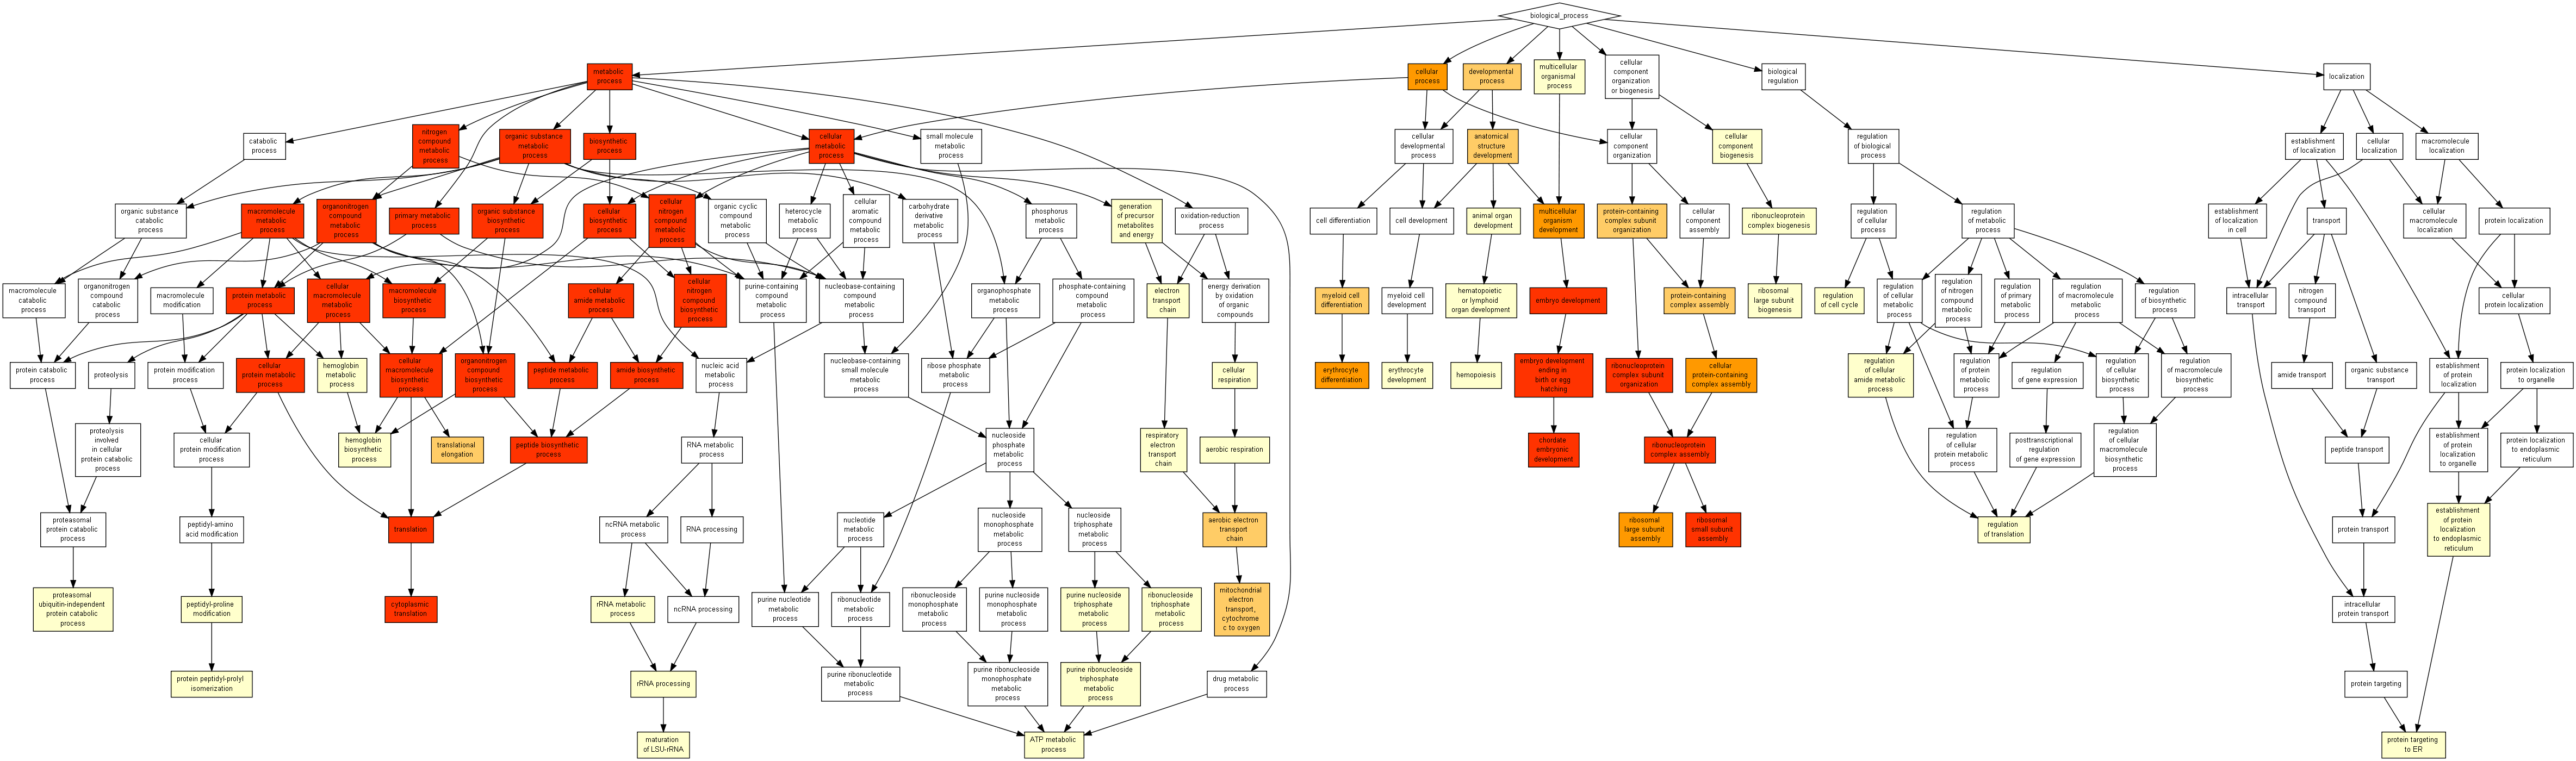 biological_process
metabolic
process
cellular
process
developmental
process
multicellular
organismal
process
cellular
component
organization
or biogenesis
biological
regulation
localization
catabolic
process
nitrogen
compound
metabolic
process
organic substance
metabolic
process
biosynthetic
process
cellular
metabolic
process
small molecule
metabolic
process
cellular
developmental
process
anatomical
structure
development
cellular
component
organization
cellular
component
biogenesis
regulation
of biological
process
establishment
of localization
cellular
localization
macromolecule
localization
organic substance
catabolic
process
macromolecule
metabolic
process
organonitrogen
compound
metabolic
process
primary metabolic
process
organic substance
biosynthetic
process
cellular
biosynthetic
process
cellular
nitrogen
compound
metabolic
process
organic cyclic
compound
metabolic
process
heterocycle
metabolic
process
cellular
aromatic
compound
metabolic
process
carbohydrate
derivative
metabolic
process
phosphorus
metabolic
process
generation
of precursor
metabolites
and energy
oxidation-reduction
process
cell differentiation
cell development
animal organ
development
multicellular
organism
development
protein-containing
complex subunit
organization
cellular
component
assembly
ribonucleoprotein
complex biogenesis
regulation
of cellular
process
regulation
of metabolic
process
establishment
of localization
in cell
transport
cellular
macromolecule
localization
protein localization
macromolecule
catabolic
process
organonitrogen
compound
catabolic
process
macromolecule
modification
protein metabolic
process
cellular
macromolecule
metabolic
process
macromolecule
biosynthetic
process
cellular
amide metabolic
process
cellular
nitrogen
compound
biosynthetic
process
purine-containing
compound
metabolic
process
nucleobase-containing
compound
metabolic
process
organophosphate
metabolic
process
phosphate-containing
compound
metabolic
process
electron
transport
chain
energy derivation
by oxidation
of organic
compounds
myeloid cell
differentiation
myeloid cell
development
hematopoietic
or lymphoid
organ development
embryo development
protein-containing
complex assembly
ribosomal
large subunit
biogenesis
regulation
of cell cycle
regulation
of cellular
metabolic
process
regulation
of nitrogen
compound
metabolic
process
regulation
of primary
metabolic
process
regulation
of macromolecule
metabolic
process
regulation
of biosynthetic
process
intracellular
transport
nitrogen
compound
transport
cellular
protein localization
protein catabolic
process
proteolysis
protein modification
process
cellular
protein metabolic
process
hemoglobin
metabolic
process
cellular
macromolecule
biosynthetic
process
organonitrogen
compound
biosynthetic
process
peptide metabolic
process
amide biosynthetic
process
nucleic acid
metabolic
process
nucleobase-containing
small molecule
metabolic
process
ribose phosphate
metabolic
process
cellular
respiration
erythrocyte
differentiation
erythrocyte
development
hemopoiesis
embryo development
ending in
birth or egg
hatching
ribonucleoprotein
complex subunit
organization
cellular
protein-containing
complex assembly
regulation
of cellular
amide metabolic
process
regulation
of protein
metabolic
process
regulation
of gene expression
regulation
of cellular
biosynthetic
process
regulation
of macromolecule
biosynthetic
process
amide transport
organic substance
transport
establishment
of protein
localization
protein localization
to organelle
proteolysis
involved
in cellular
protein catabolic
process
cellular
protein modification
process
hemoglobin
biosynthetic
process
translational
elongation
peptide biosynthetic
process
RNA metabolic
process
nucleoside
phosphate
metabolic
process
respiratory
electron
transport
chain
aerobic respiration
chordate
embryonic
development
ribonucleoprotein
complex assembly
regulation
of cellular
protein metabolic
process
posttranscriptional
regulation
of gene expression
regulation
of cellular
macromolecule
biosynthetic
process
peptide transport
establishment
of protein
localization
to organelle
protein localization
to endoplasmic
reticulum
proteasomal
protein catabolic
process
peptidyl-amino
acid modification
translation
ncRNA metabolic
process
RNA processing
nucleotide
metabolic
process
nucleoside
monophosphate
metabolic
process
nucleoside
triphosphate
metabolic
process
aerobic electron
transport
chain
ribosomal
large subunit
assembly
ribosomal
small subunit
assembly
regulation
of translation
protein transport
establishment
of protein
localization
to endoplasmic
reticulum
proteasomal
ubiquitin-independent
protein catabolic
process
peptidyl-proline
modification
cytoplasmic
translation
rRNA metabolic
process
ncRNA processing
purine nucleotide
metabolic
process
ribonucleotide
metabolic
process
ribonucleoside
monophosphate
metabolic
process
purine nucleoside
monophosphate
metabolic
process
purine nucleoside
triphosphate
metabolic
process
ribonucleoside
triphosphate
metabolic
process
mitochondrial
electron
transport,
cytochrome
c to oxygen
intracellular
protein transport
protein peptidyl-prolyl
isomerization
rRNA processing
purine ribonucleotide
metabolic
process
purine ribonucleoside
monophosphate
metabolic
process
purine ribonucleoside
triphosphate
metabolic
process
drug metabolic
process
protein targeting
maturation
of LSU-rRNA
ATP metabolic
process
protein targeting
to ER